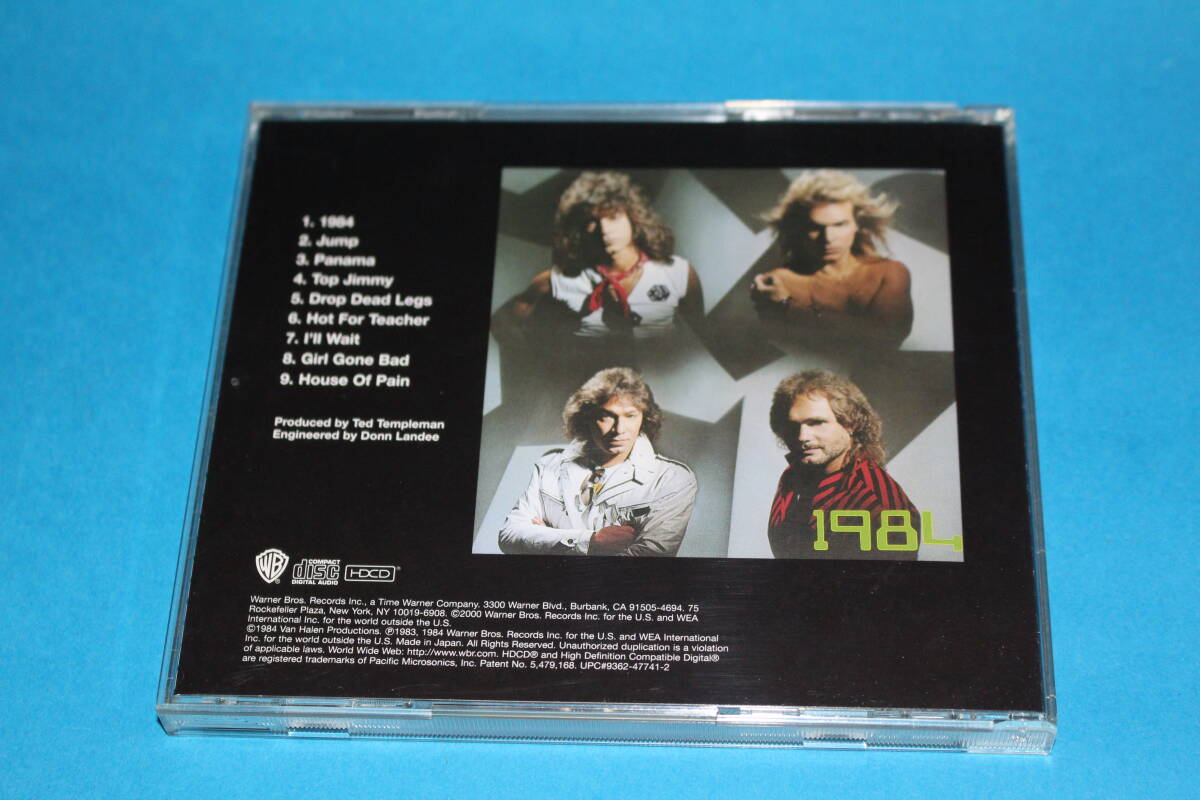 1. 1984
2. Jump
3. Panama
4. Top Jimmy
5. Drop Dead Legs
6. Hot For Teacher
7. I'll Wait
8. Girl Gone Bad
9. House Of Pain
Produced by Ted Templeman
Engineered by Donn Landee
1984
WB
COMPACT
disc
DIGITAL AUDIO
HDCD®
Warner Bros. Records Inc., a Time Warner Company. 3300 Warner Blvd., Burbank, CA 91505-4694. 75
Rockefeller Plaza, New York, NY 10019-6908. ©2000 Warner Bros. Records Inc. for the U.S. and WEA
International Inc. for the world outside the U.S.
©1984 Van Halen Productions. ℗1983, 1984 Warner Bros. Records Inc. for the U.S. and WEA International
Inc. for the world outside the U.S. Made in Japan. All Rights Reserved. Unauthorized duplication is a violation
of applicable laws. World Wide Web: http://www.wbr.com. HDCD® and High Definition Compatible Digital®
are registered trademarks of Pacific Microsonics, Inc. Patent No. 5,479,168. UPC#9362-47741-2